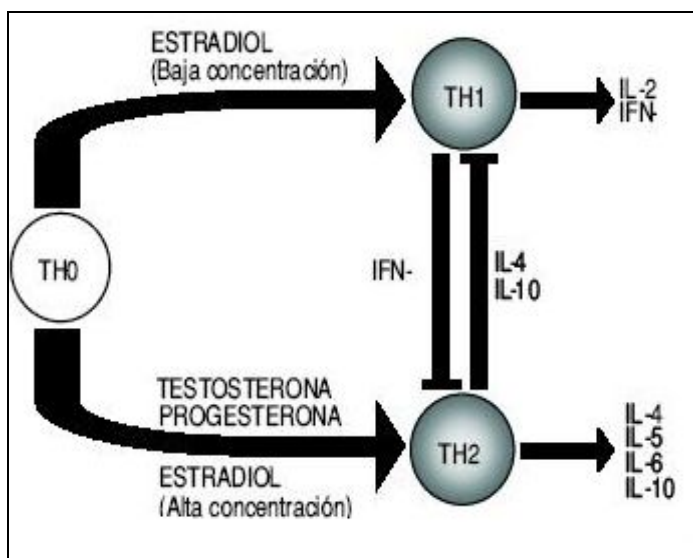 ESTRADIOL
(Baja concentración)
TH1
IL-2
IFN-
TH0
IFN-
IL-4
IL-10
TESTOSTERONA
PROGESTERONA
ESTRADIOL
(Alta concentración)
TH2
IL-4
IL-5
IL-6
IL-10